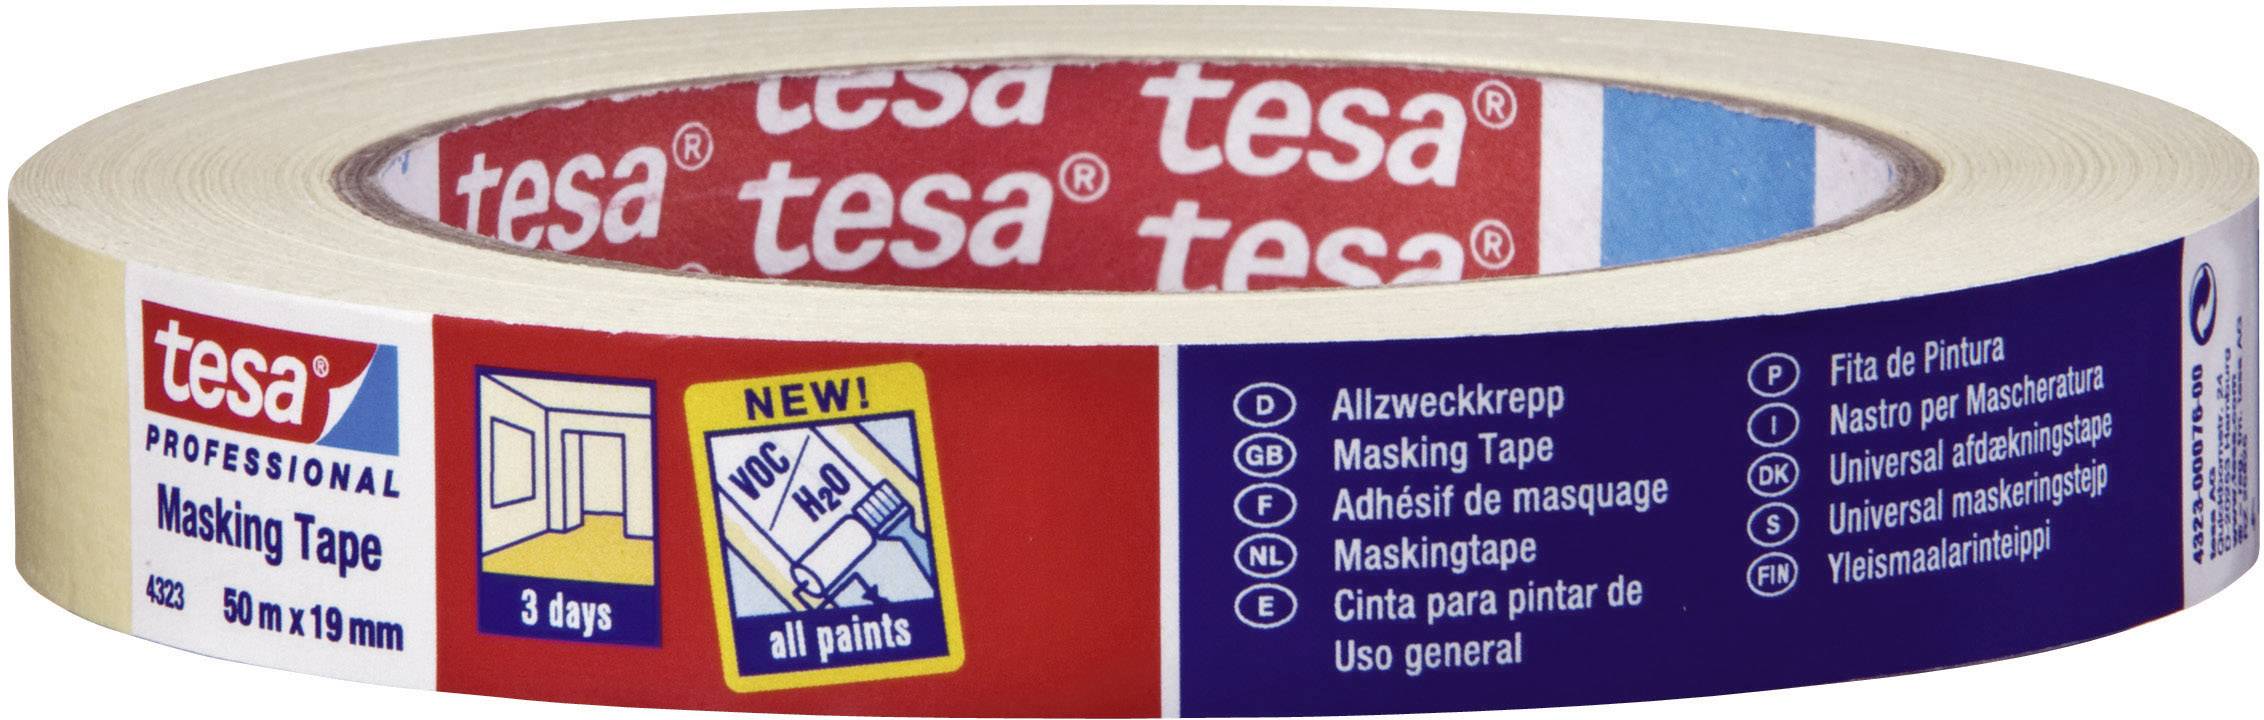 tesa®
tesa
tesa®
tesa®
tesa®
tesa®
PROFESSIONAL
Masking Tape
4323 50 m x 19 mm
3 days
NEW!
VOC/H2O
all paints
D Allzweckkrepp
GB Masking Tape
F Adhésif de masquage
NL Maskingtape
E Cinta para pintar de
Uso general
P Fita de Pintura
I Nastro per Mascheratura
DK Universal afdækningstape
S Universal maskeringstejp
FIN Yleismaalarinteippi
4323-00076-00
tesa AG